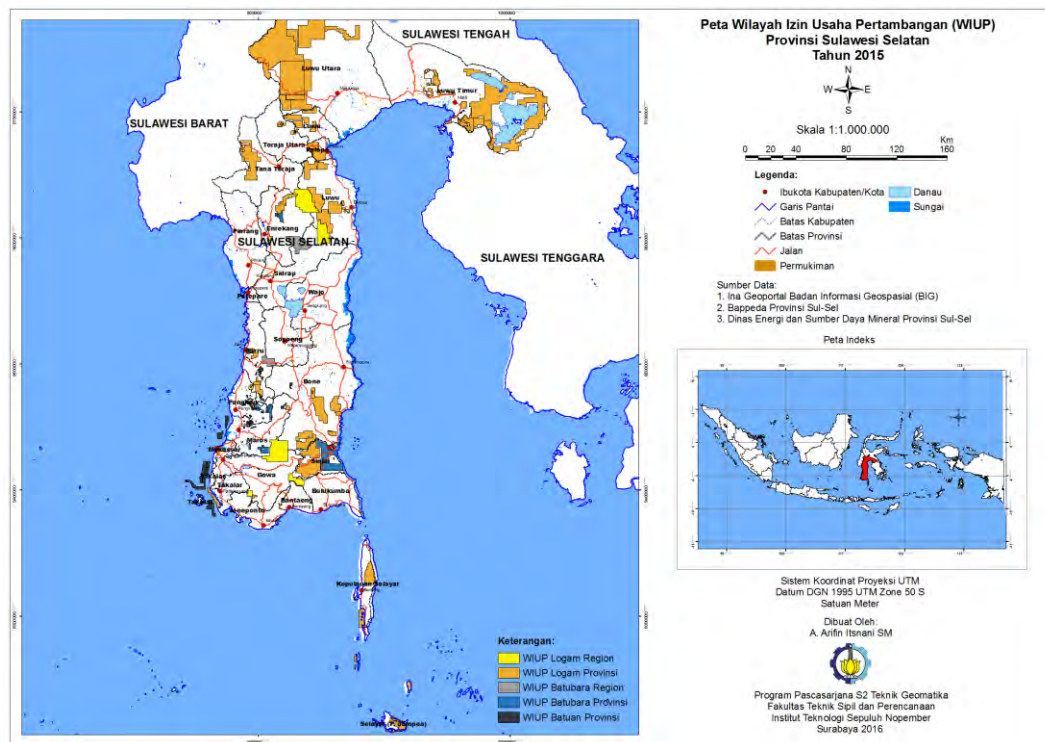 SULAWESI TENGAH
SULAWESI BARAT
SULAWESI SELATAN
SULAWESI TENGGARA
Luwu Utara
Luwu Timur
Toraja Utara
Palopo
Tana Toraja
Luwu
Enrekang
Pinrang
Sidrap
Parepare
Wajo
Soppeng
Barru
Bone
Pangkep
Maros
Makassar
Gowa
Sinjai
Takalar
Jeneponto
Bantaeng
Bulukumba
Kepulauan Selayar
Keterangan:
WIUP Logam Region
WIUP Logam Provinsi
WIUP Batubara Region
WIUP Batubara Provinsi
WIUP Batuan Provinsi
Peta Wilayah Izin Usaha Pertambangan (WIUP)
Provinsi Sulawesi Selatan
Tahun 2015
N
W E
S
Skala 1:1.000.000
Km
0 20 40 80 120 160
Legenda:
Ibukota Kabupaten/Kota
Garis Pantai
Batas Kabupaten
Batas Provinsi
Jalan
Permukiman
Danau
Sungai
Sumber Data:
1. Ina Geoportal Badan Informasi Geospasial (BIG)
2. Bappeda Provinsi Sul-Sel
3. Dinas Energi dan Sumber Daya Mineral Provinsi Sul-Sel
Peta Indeks
Sistem Koordinat Proyeksi UTM
Datum DGN 1995 UTM Zone 50 S
Satuan Meter
Dibuat Oleh:
A. Arifin Itsnani SM
Program Pascasarjana S2 Teknik Geomatika
Fakultas Teknik Sipil dan Perencanaan
Institut Teknologi Sepuluh Nopember
Surabaya 2016